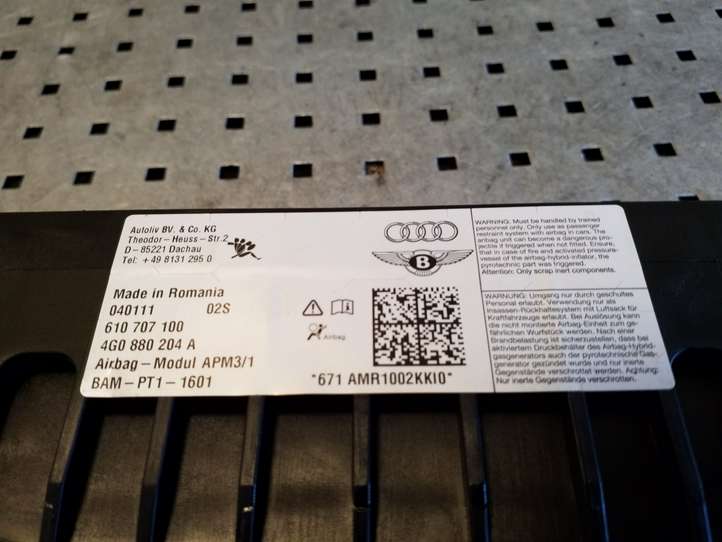 Autoliv BV. & Co. KG
Theodor-Heuss-Str.2
D-85221 Dachau
Tel: +49 8131 295 0
Made in Romania
040111 02S
610 707 100
4G0 880 204 A
Airbag-Modul APM3/1
BAM-PT1-1601
B
Airbag
*671 AMR1002KKI0*
WARNING: Must be handled by trained
personnel only. Only use as passenger
restraint system with airbag in cars. The
airbag unit can become a dangerous pro-
jectile if triggered when not fitted. Ensure,
that in case of fire and activated pressure-
vessel of the airbag-hybrid-inflator, the
pyrotechnic part was triggered.
Attention: Only scrap inert components.
WARNUNG: Umgang nur durch geschultes
Personal erlaubt. Verwendung nur als
Insassen-Rückhaltesystem mit Luftsack für
Kraftfahrzeuge erlaubt. Bei Auslösung kann
die nicht montierte Airbag-Einheit zum ge-
fährlichen Projektil werden. Nach einer
Brandbelastung ist sicherzustellen, dass bei
aktiviertem Druckbehälter des Airbag-Hybrid-
gasgenerators auch der pyrotechnische Gas-
generator gezündet wurde und nur inerte
Gegenstände verschrottet werden. Achtung:
Nur inerte Gegenstände verschrotten.